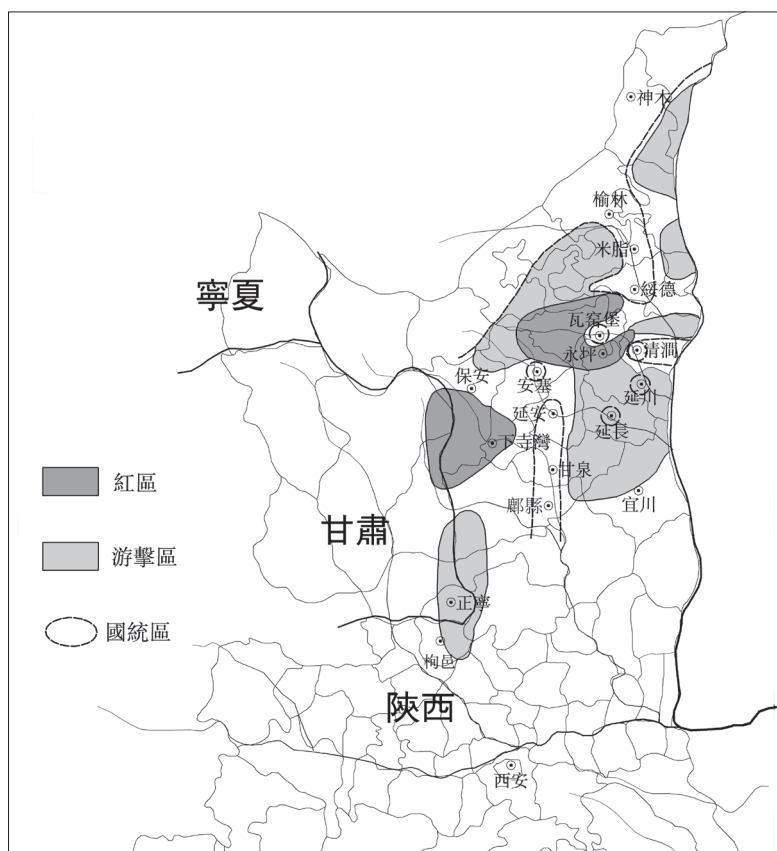 神木
榆林
米脂
綏德
寧夏
瓦窑堡
永坪
清澗
保安
安塞
延川
延安
延長
下寺灣
甘泉
紅區
鄜縣
宜川
甘肅
游擊區
正寧
國統區
栒邑
陝西
西安